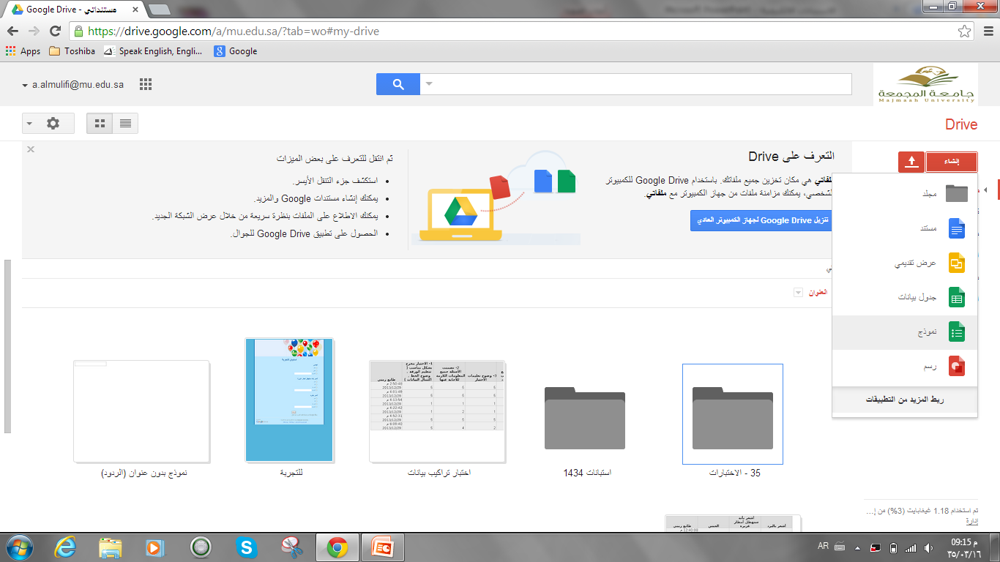 Google Drive - مستنداتي
https://drive.google.com/a/mu.edu.sa/?tab=wo#my-drive
Apps
Toshiba
Speak English, Engli...
Google
جامعة المجمعة
Majmaah University
a.almulifi@mu.edu.sa
Drive
إنشاء
التعرف على Drive
ملفاتي هي مكان تخزين جميع ملفاتك. باستخدام Google Drive للكمبيوتر
الشخصي، يمكنك مزامنة ملفات من جهاز الكمبيوتر مع ملفاتي.
تنزيل Google Drive لجهاز الكمبيوتر العادي
ثم انتقل للتعرف على بعض الميزات
استكشف جزء التنقل الأيسر.
يمكنك إنشاء مستندات Google والمزيد.
يمكنك الاطلاع على الملفات بنظرة سريعة من خلال عرض الشبكة الجديد.
الحصول على تطبيق Google Drive للجوال.
مجلد
مستند
عرض تقديمي
جدول بيانات
نموذج
رسم
ربط المزيد من التطبيقات
العنوان
35 - الاختبارات
استبانات 1434
اختبار تراكيب بيانات
للتجربة
نموذج بدون عنوان (الردود)
تم استخدام 1.18 غيغابايت (3%) من إ...
إدارة
AR
09:15 م
٣٥/٠٣/١٦